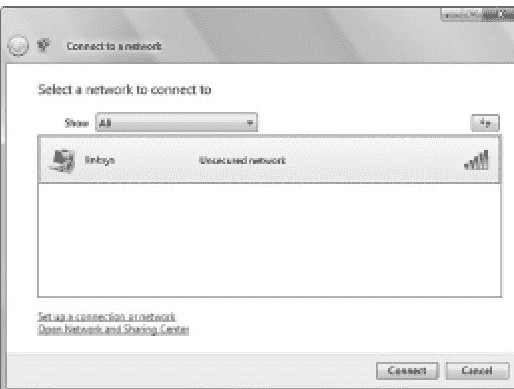 Connect to a network
Select a network to connect to
Show All
linksys Unsecured network
Set up a connection or network
Open Network and Sharing Center
Connect Cancel